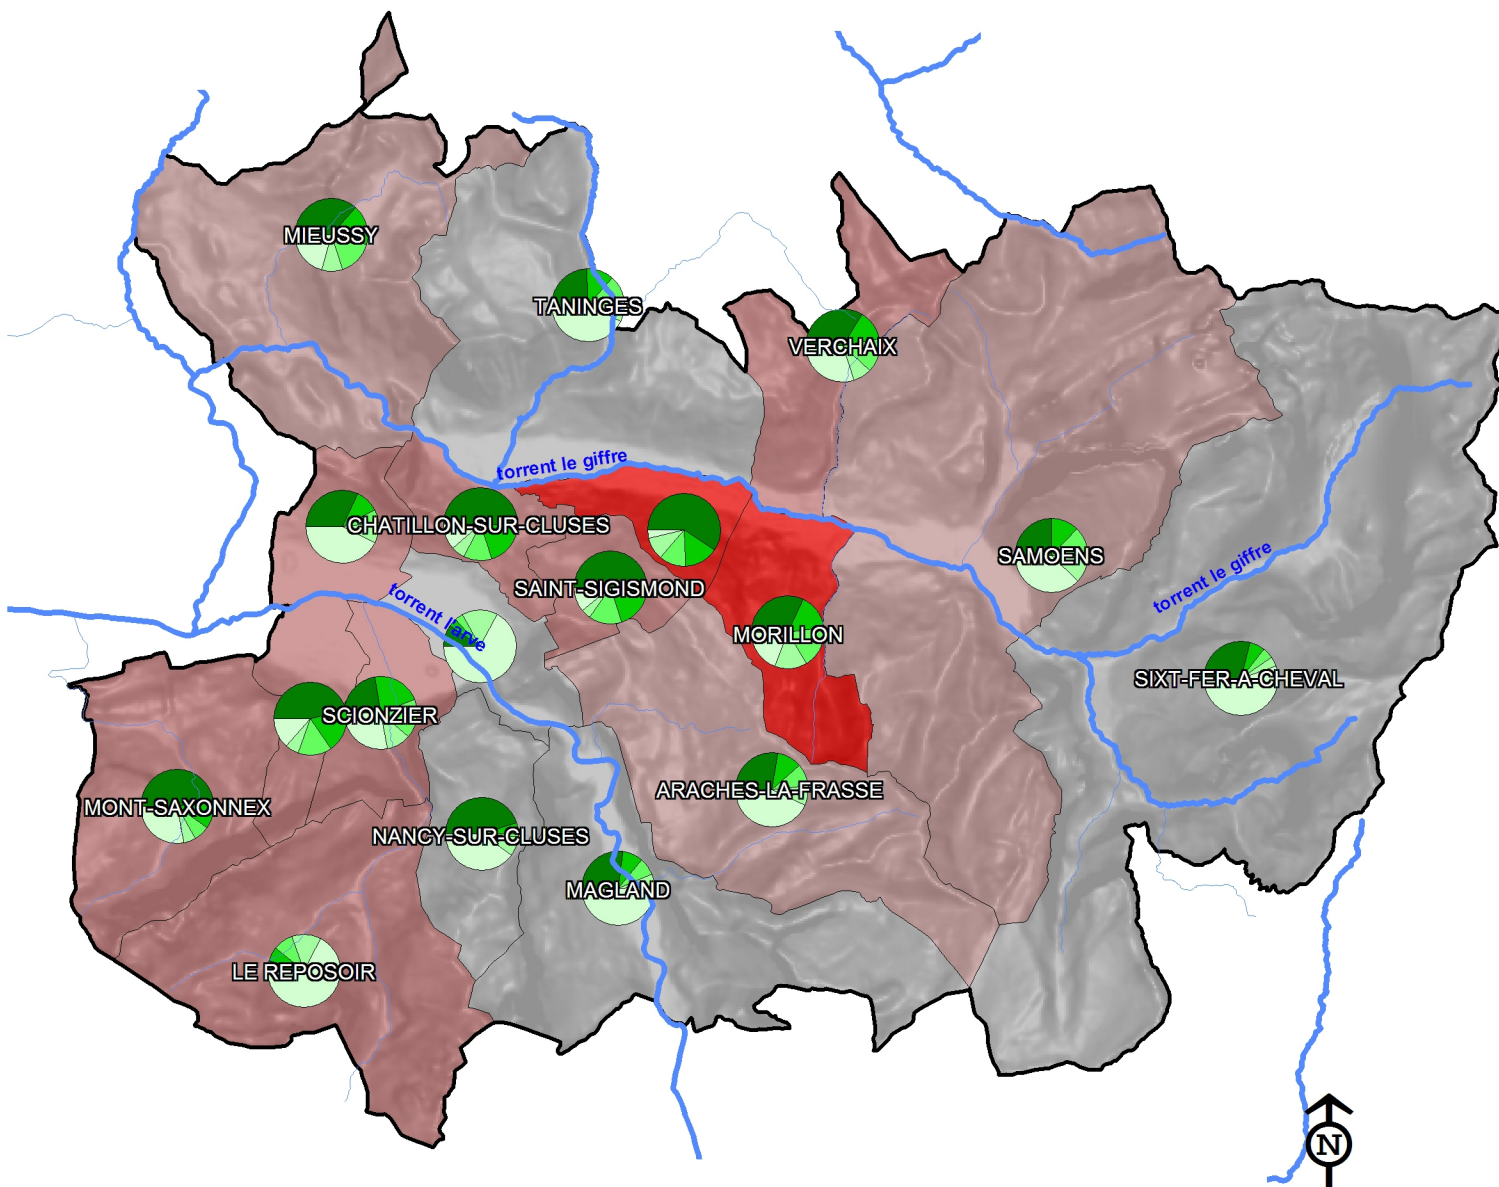 MIEUSSY
TANINGES
VERCHAIX
torrent le giffre
CHATILLON-SUR-CLUSES
SAMOENS
torrent le giffre
SAINT-SIGISMOND
torrent l'arve
MORILLON
SIXT-FER-A-CHEVAL
SCIONZIER
ARACHES-LA-FRASSE
MONT-SAXONNEX
NANCY-SUR-CLUSES
MAGLAND
LE REPOSOIR
N